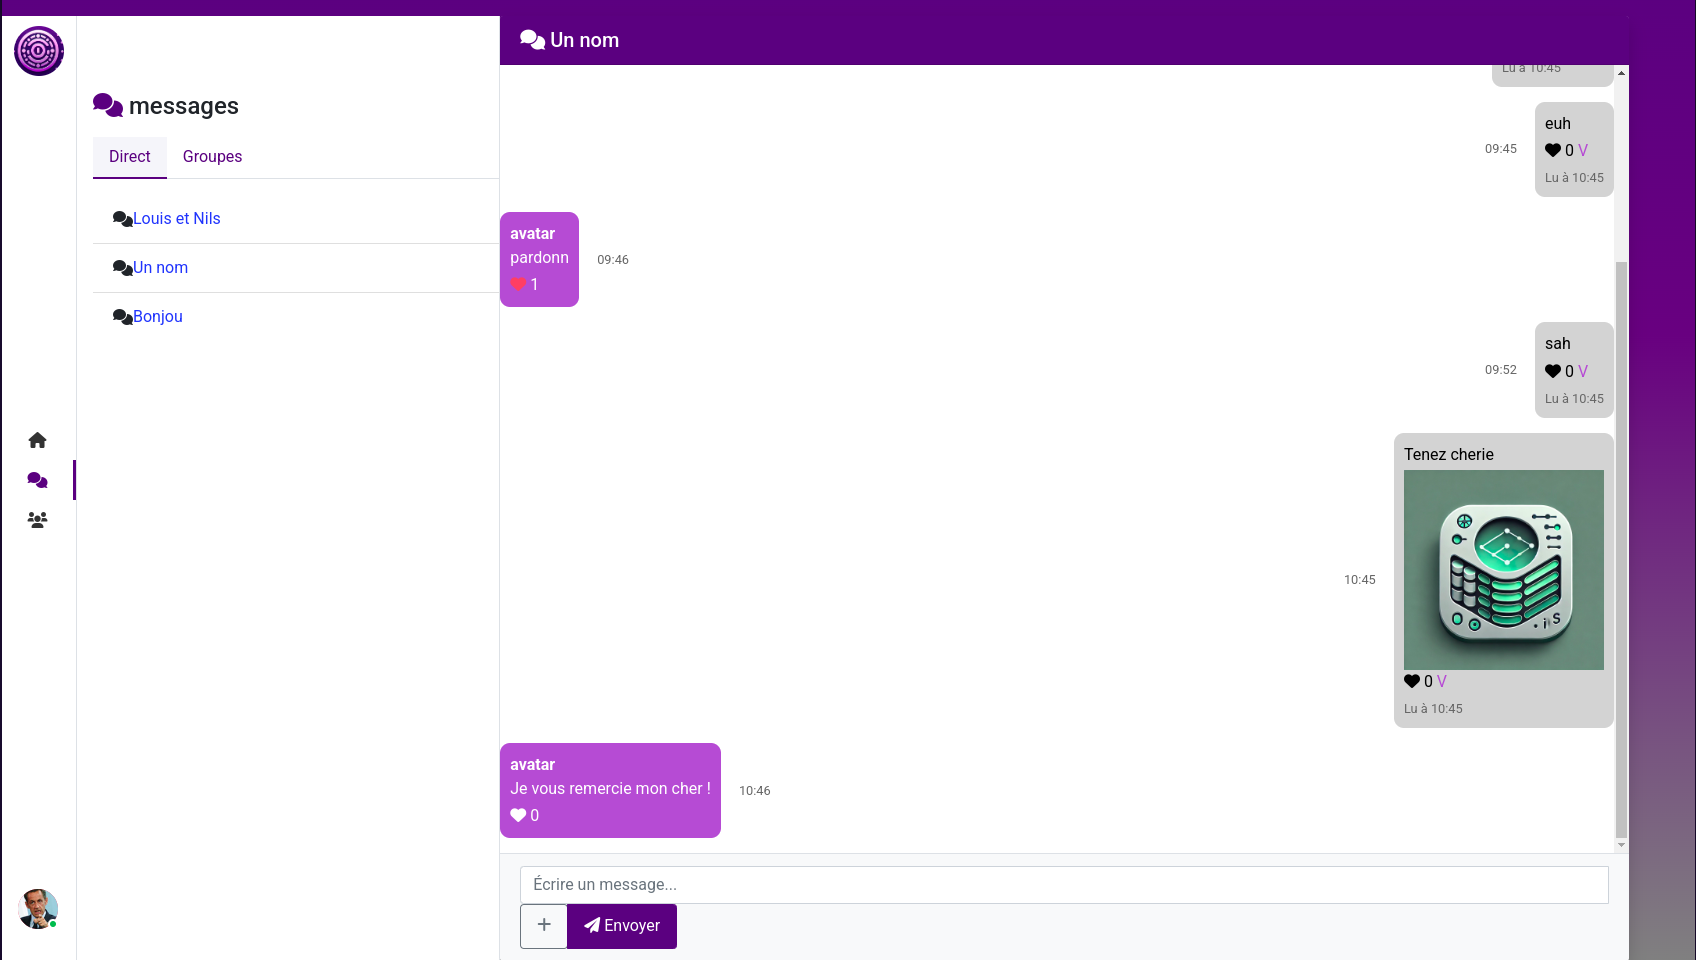 messages
Direct
Groupes
Louis et Nils
Un nom
Bonjou
Un nom
Lu à 10:45
euh
0 V
Lu à 10:45
09:45
avatar
pardonn
1
09:46
sah
0 V
Lu à 10:45
09:52
Tenez cherie
0 V
Lu à 10:45
10:45
avatar
Je vous remercie mon cher !
0
10:46
Écrire un message...
+
Envoyer